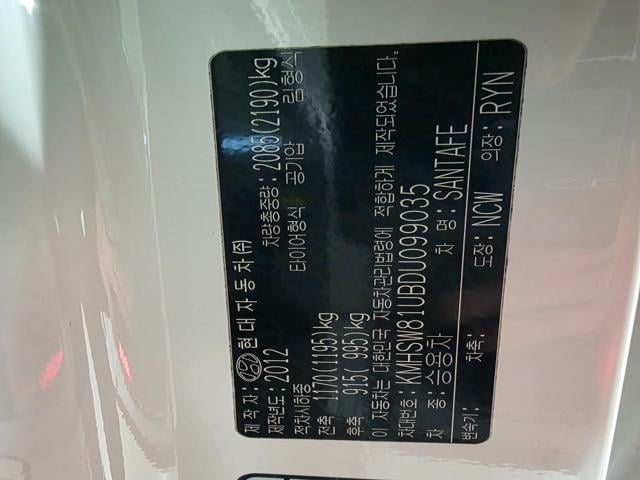 제 작 자: 현 대 자 동 차 ㈜
제작년도: 2012 차량총중량: 2085(2190)kg
적차시하중 타이어형식 공기압 림형식
전축 1170(1195)kg
후축 915( 995)kg
이 자동차는 대한민국 자동차관리법령에 적합하게 제작되었습니다.
차대번호: KMHSW81UBDU099035
차 종: 승용차 차 명: SANTAFE
변속기: 차축: 도장: NCW 의장: RYN